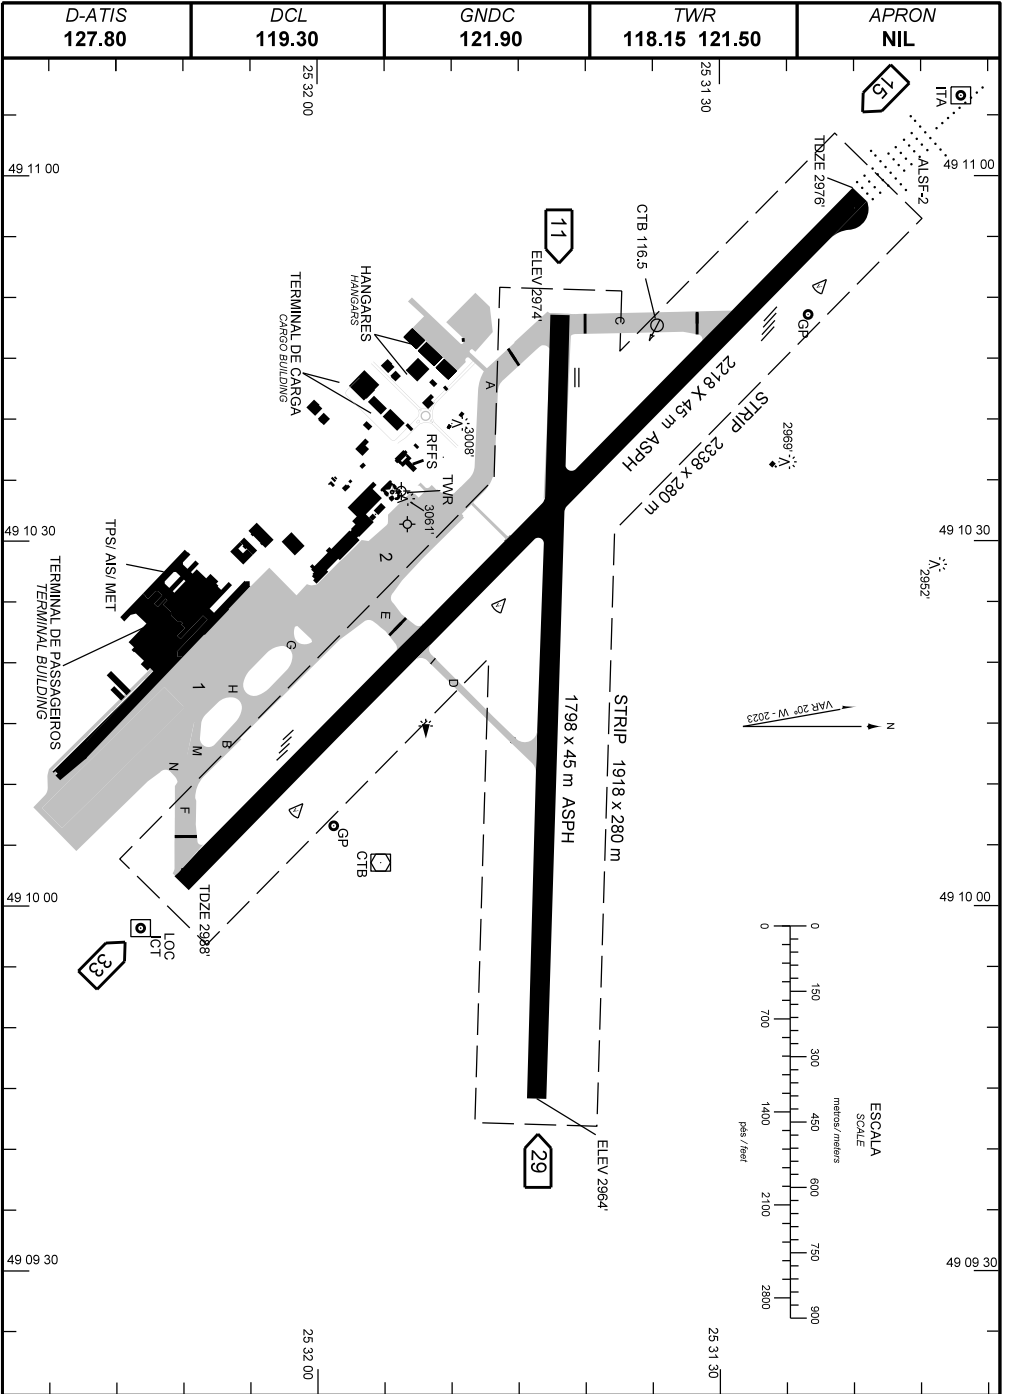 D-ATIS
127.80
DCL
119.30
GNDC
121.90
TWR
118.15 121.50
APRON
NIL
25 32 00
25 31 30
15
ITA
ALSF-2
TDZE 2976'
49 11 00
49 11 00
11
ELEV 2974'
CTB 116.5
C
GP
HANGARES
HANGARS
TERMINAL DE CARGA
CARGO BUILDING
A
2218 X 45 m ASPH
STRIP 2338 x 280 m
3008'
2969'
RFFS
TWR
3061'
49 10 30
49 10 30
2952'
2
E
D
TPS/ AIS/ MET
TERMINAL DE PASSAGEIROS
TERMINAL BUILDING
G
H
1
B
M
N
F
STRIP 1918 x 280 m
1798 x 45 m ASPH
VAR 20° W - 2023
N
GP
CTB
49 10 00
49 10 00
TDZE 2988'
LOC
ICT
33
29
ELEV 2964'
ESCALA
SCALE
metros/ meters
0 150 300 450 600 750 900
0 700 1400 2100 2800
pés / feet
49 09 30
49 09 30
25 32 00
25 31 30